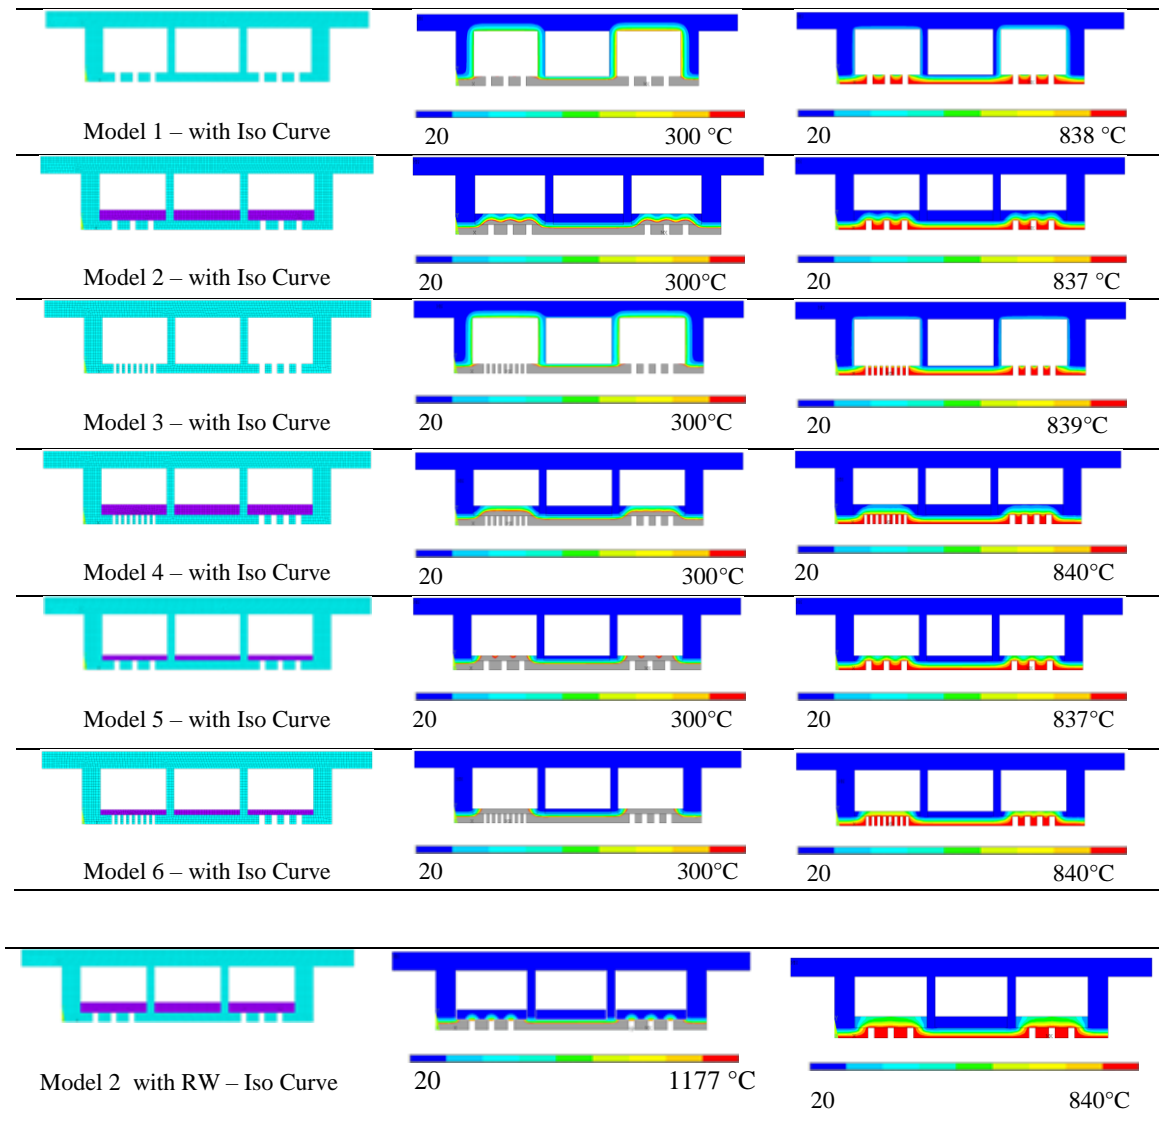 20 300 °C 20 838 °C
Model 1 – with Iso Curve
20 300°C 20 837 °C
Model 2 – with Iso Curve
20 300°C 20 839°C
Model 3 – with Iso Curve
20 300°C 20 840°C
Model 4 – with Iso Curve
20 300°C 20 837°C
Model 5 – with Iso Curve
20 300°C 20 840°C
Model 6 – with Iso Curve
20 1177 °C 20 840°C
Model 2 with RW – Iso Curve